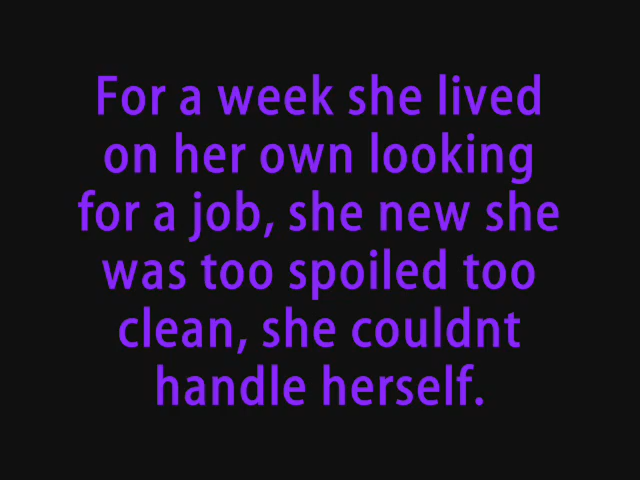 For a week she lived
on her own looking
for a job, she new she
was too spoiled too
clean, she couldnt
handle herself.